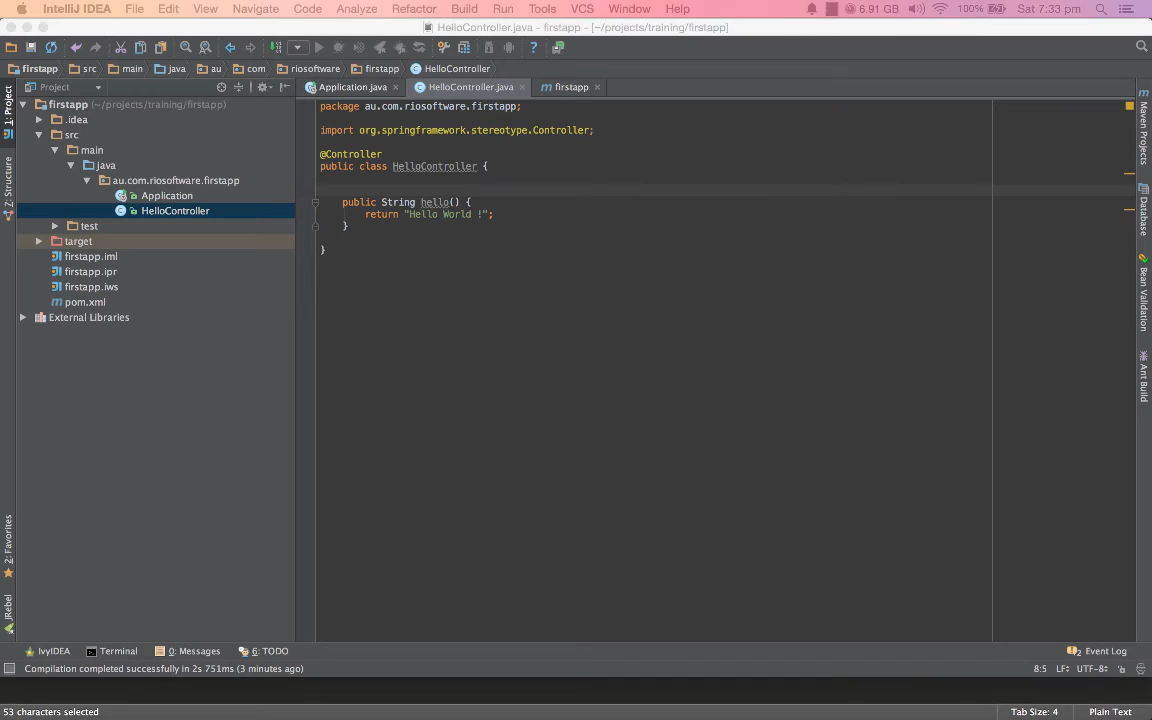 IntelliJ IDEA File Edit View Navigate Code Analyze Refactor Build Run Tools VCS Window Help 6.91 GB 100% Sat 7:33 pm
HelloController.java - firstapp - [~/projects/training/firstapp]
firstapp src main java au com riosoftware firstapp HelloController
1: Project
Project
Application.java HelloController.java firstapp
firstapp (~/projects/training/firstapp)
.idea
src
main
java
au.com.riosoftware.firstapp
Application
HelloController
test
target
firstapp.iml
firstapp.ipr
firstapp.iws
pom.xml
External Libraries
package au.com.riosoftware.firstapp;
import org.springframework.stereotype.Controller;
@Controller
public class HelloController {
public String hello() {
return "Hello World !";
}
}
Z: Structure
2: Favorites
JRebel
Maven Projects
Database
Bean Validation
Ant Build
IvyIDEA Terminal 0: Messages 6: TODO 2 Event Log
Compilation completed successfully in 2s 751ms (3 minutes ago) 8:5 LF÷ UTF-8÷
53 characters selected Tab Size: 4 Plain Text